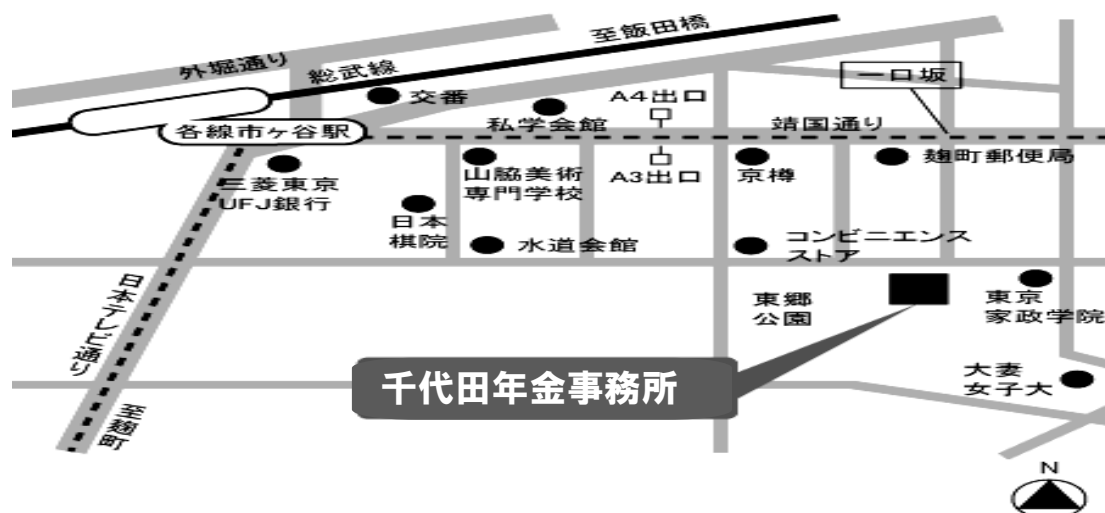 至飯田橋
外堀通り
総武線
一口坂
交番
A4出口
私学会館
靖国通り
各線市ヶ谷駅
三菱東京
UFJ銀行
山脇美術
専門学校
A3出口
京樽
麹町郵便局
日本
棋院
水道会館
コンビニエンス
ストア
日本テレビ通り
東郷
公園
東京
家政学院
千代田年金事務所
大妻
女子大
至麹町
N